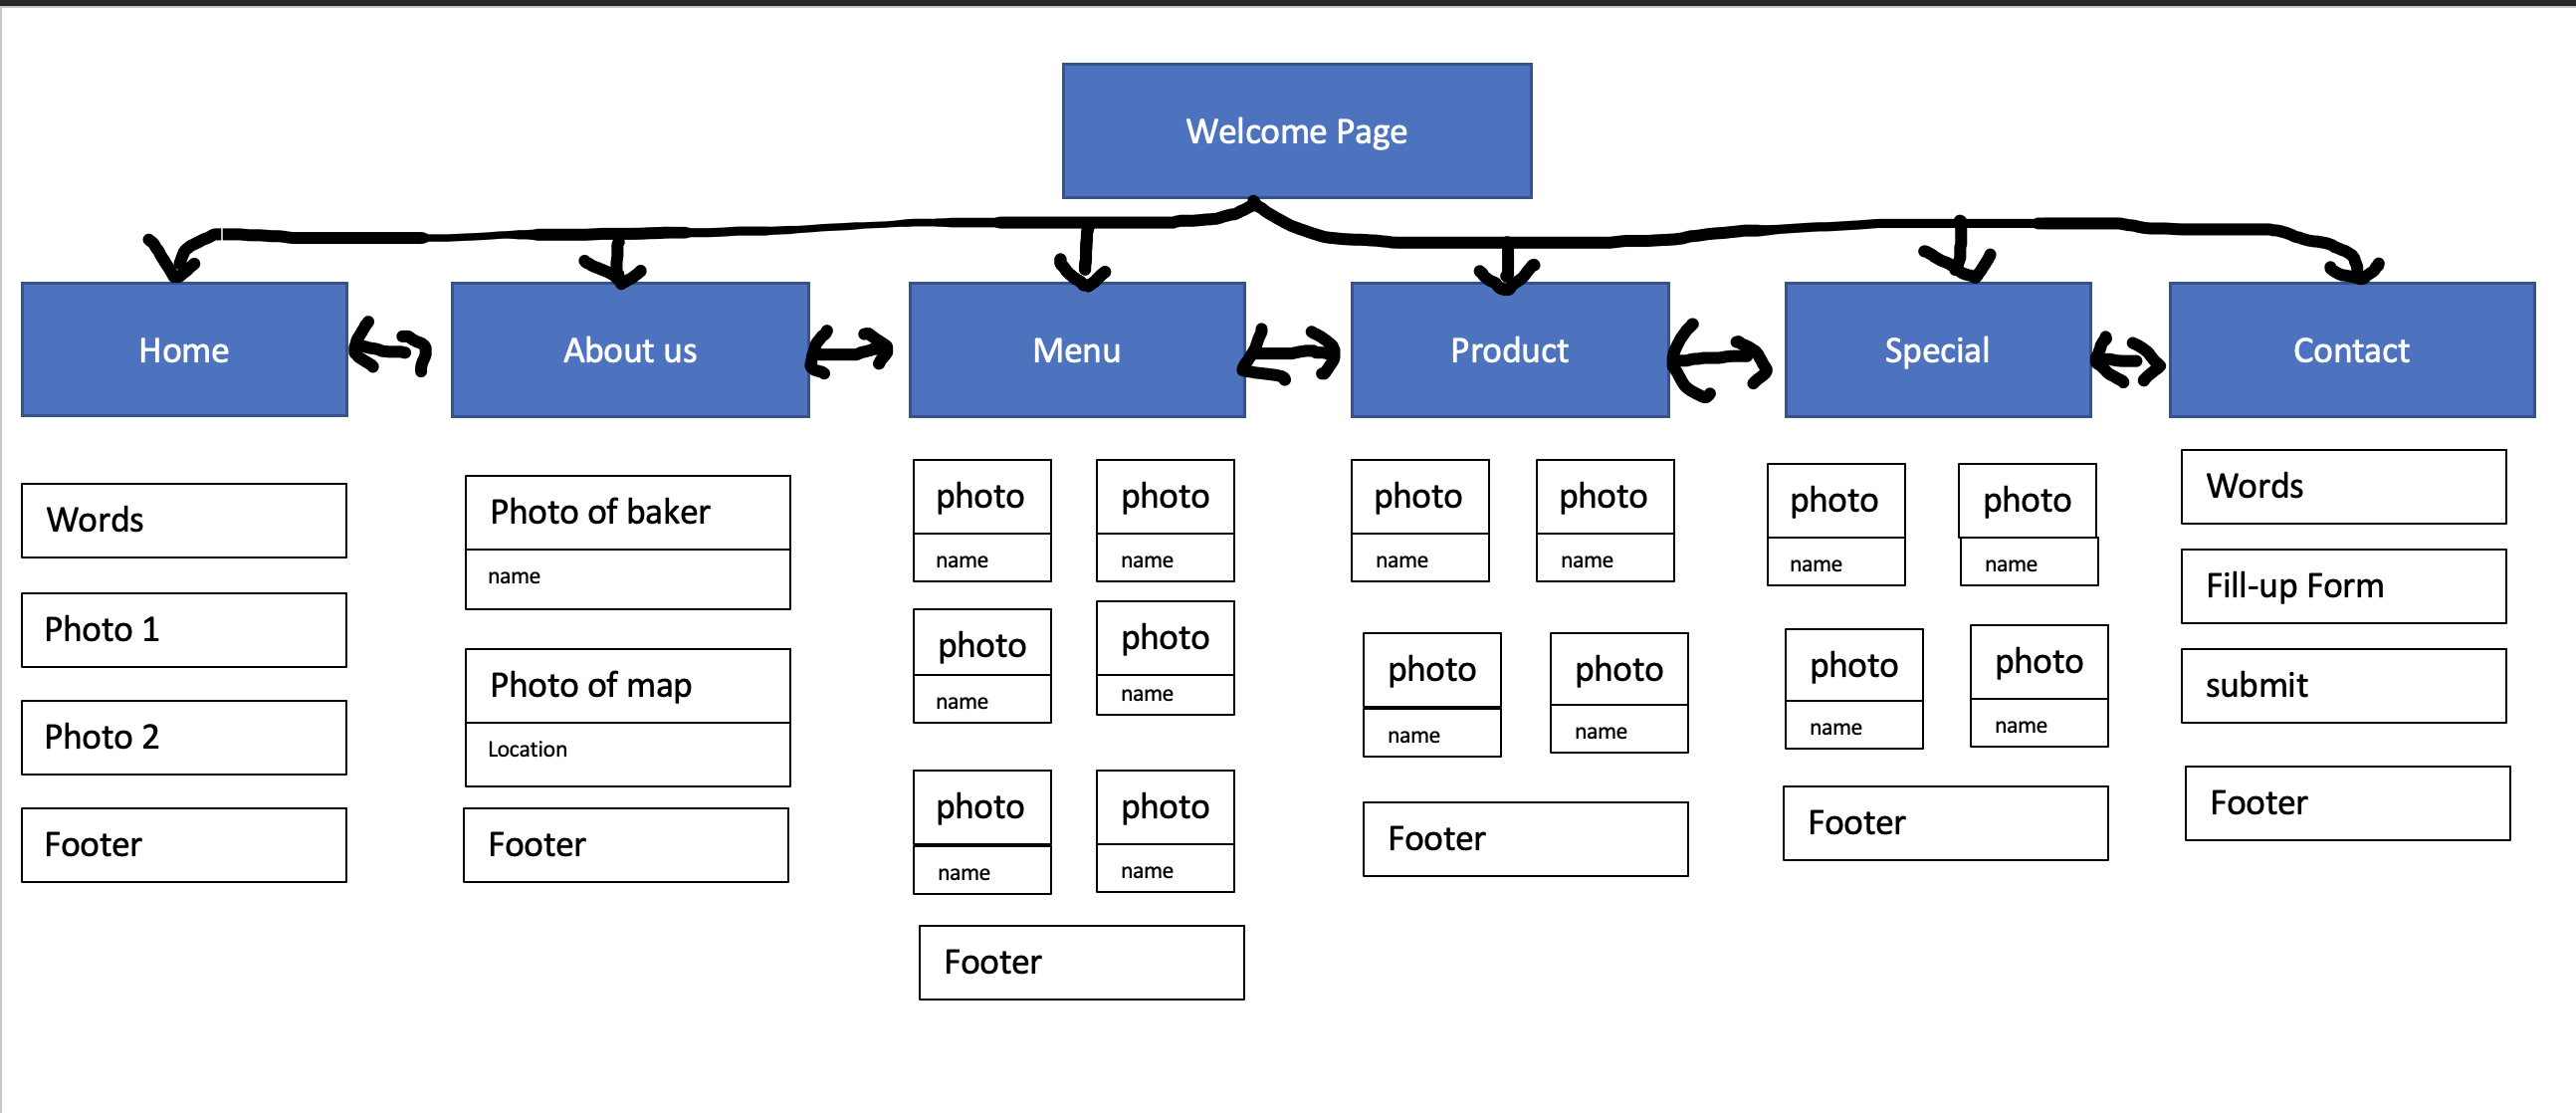 Welcome Page
Home
About us
Menu
Product
Special
Contact
Words
Photo 1
Photo 2
Footer
Photo of baker
name
Photo of map
Location
Footer
photo photo
name name
photo photo
name name
photo photo
name name
Footer
photo photo
name name
photo photo
name name
Footer
photo photo
name name
photo photo
name name
Footer
Words
Fill-up Form
submit
Footer